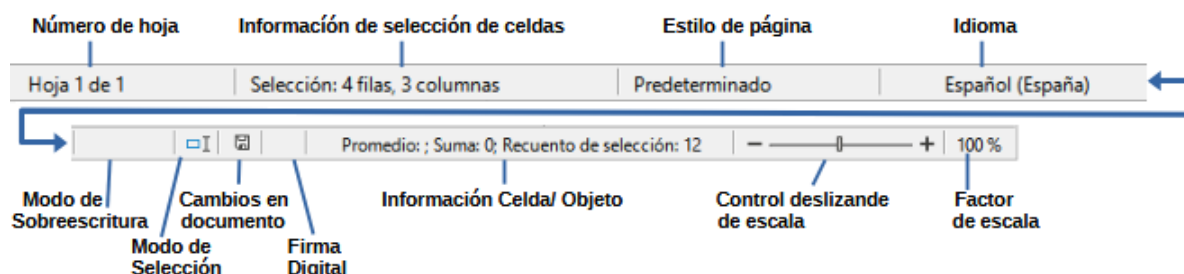 Número de hoja    Informacíón de selección de celdas    Estilo de página    Idioma
Hoja 1 de 1    Selección: 4 filas, 3 columnas    Predeterminado    Español (España)
Promedio: ; Suma: 0; Recuento de selección: 12    100 %
Modo de
Sobreescritura
Modo de
Selección
Cambios en
documento
Firma
Digital
Información Celda/ Objeto
Control deslizande
de escala
Factor
de escala